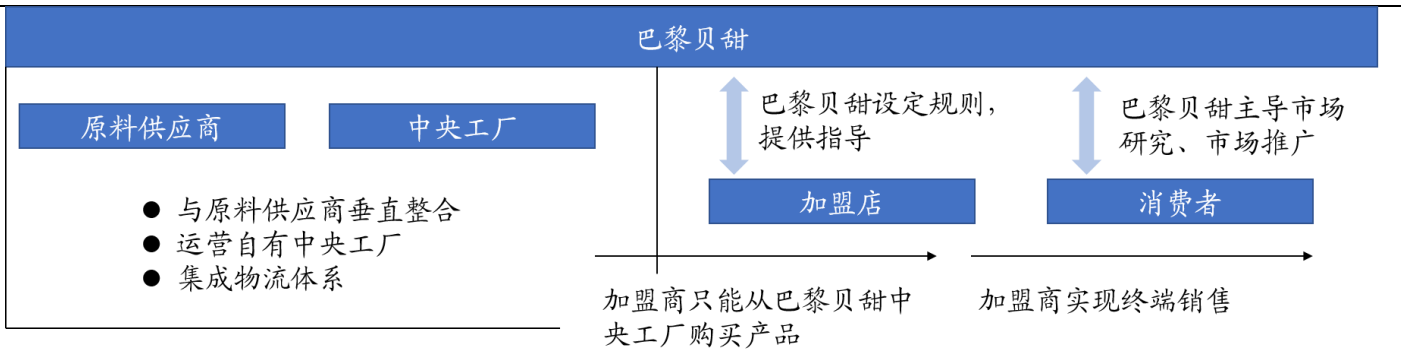 巴黎贝甜
原料供应商
中央工厂
● 与原料供应商垂直整合
● 运营自有中央工厂
● 集成物流体系
巴黎贝甜设定规则，
提供指导
加盟店
巴黎贝甜主导市场
研究、市场推广
消费者
加盟商只能从巴黎贝甜中
央工厂购买产品
加盟商实现终端销售